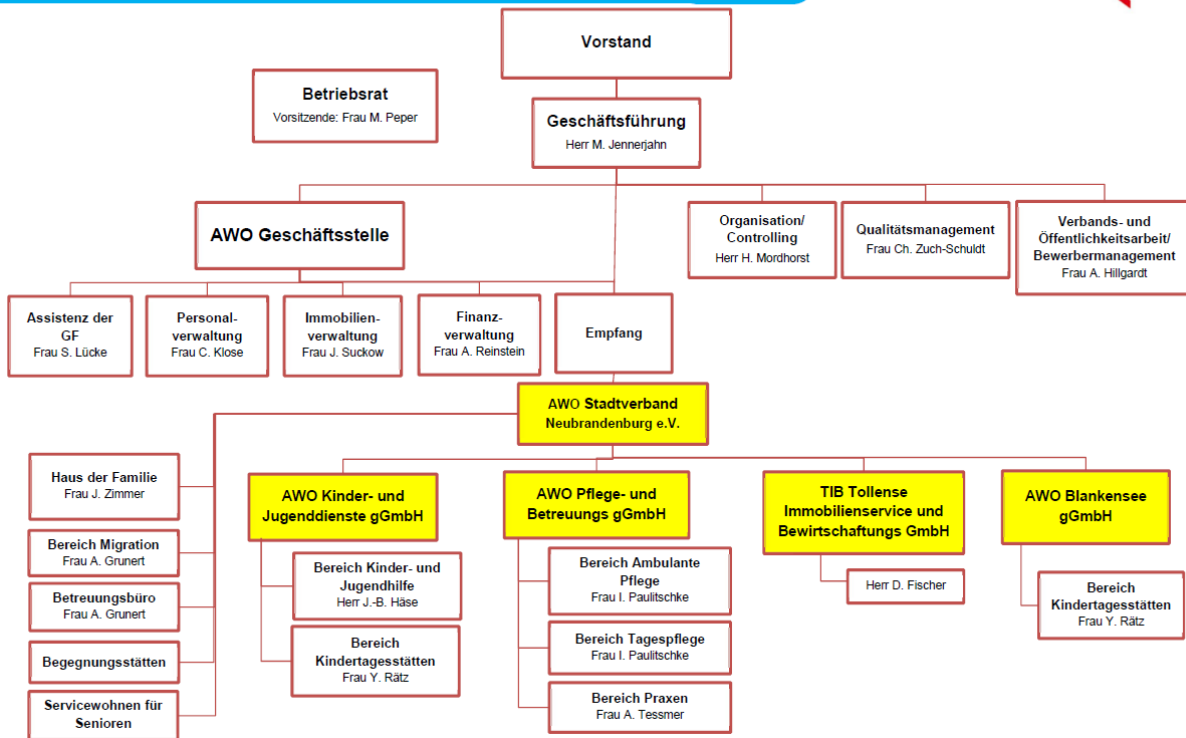 Vorstand
Betriebsrat
Vorsitzende: Frau M. Peper
Geschäftsführung
Herr M. Jennerjahn
AWO Geschäftsstelle
Organisation/
Controlling
Herr H. Mordhorst
Qualitätsmanagement
Frau Ch. Zuch-Schuldt
Verbands- und
Öffentlichkeitsarbeit/
Bewerbermanagement
Frau A. Hillgardt
Assistenz der
GF
Frau S. Lücke
Personal-
verwaltung
Frau C. Klose
Immobilien-
verwaltung
Frau J. Suckow
Finanz-
verwaltung
Frau A. Reinstein
Empfang
AWO Stadtverband
Neubrandenburg e.V.
Haus der Familie
Frau J. Zimmer
Bereich Migration
Frau A. Grunert
Betreuungsbüro
Frau A. Grunert
Begegnungsstätten
Servicewohnen für
Senioren
AWO Kinder- und
Jugenddienste gGmbH
Bereich Kinder- und
Jugendhilfe
Herr J.-B. Häse
Bereich
Kindertagesstätten
Frau Y. Rätz
AWO Pflege- und
Betreuungs gGmbH
Bereich Ambulante
Pflege
Frau I. Paulitschke
Bereich Tagespflege
Frau I. Paulitschke
Bereich Praxen
Frau A. Tessmer
TIB Tollense
Immobilienservice und
Bewirtschaftungs GmbH
Herr D. Fischer
AWO Blankensee
gGmbH
Bereich
Kindertagesstätten
Frau Y. Rätz